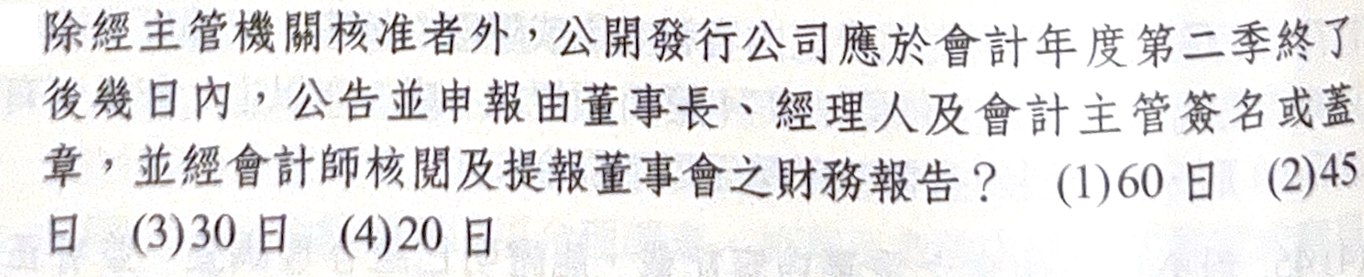 除經主管機關核准者外，公開發行公司應於會計年度第二季終了
後幾日內，公告並申報由董事長、經理人及會計主管簽名或蓋
章，並經會計師核閱及提報董事會之財務報告？ (1)60 日 (2)45
日 (3)30 日 (4)20 日